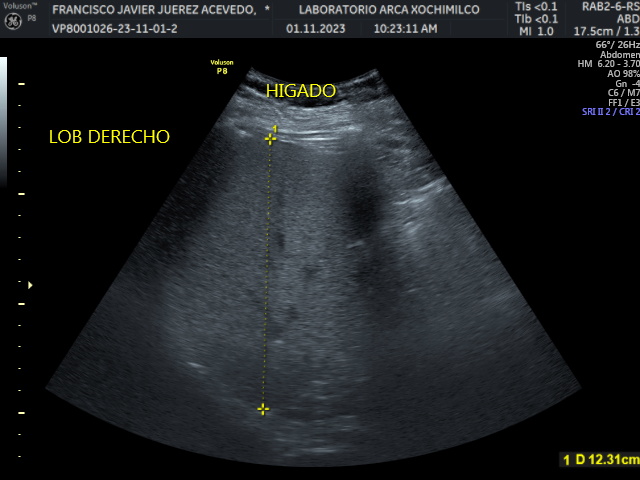 Voluson™
P8
FRANCISCO JAVIER JUEREZ ACEVEDO, *
LABORATORIO ARCA XOCHIMILCO
VP8001026-23-11-01-2
01.11.2023
10:23:11 AM
TIs <0.1
TIb <0.1
MI 1.0
RAB2-6-RS
ABD
17.5cm / 1.3
66°/ 26Hz
Abdomen
HM 6.20 - 3.70
AO 98%
Gn -4
C6 / M7
FF1 / E3
SRI II 2 / CRI 2
Voluson
P8
HIGADO
LOB DERECHO
1
1 D 12.31cm